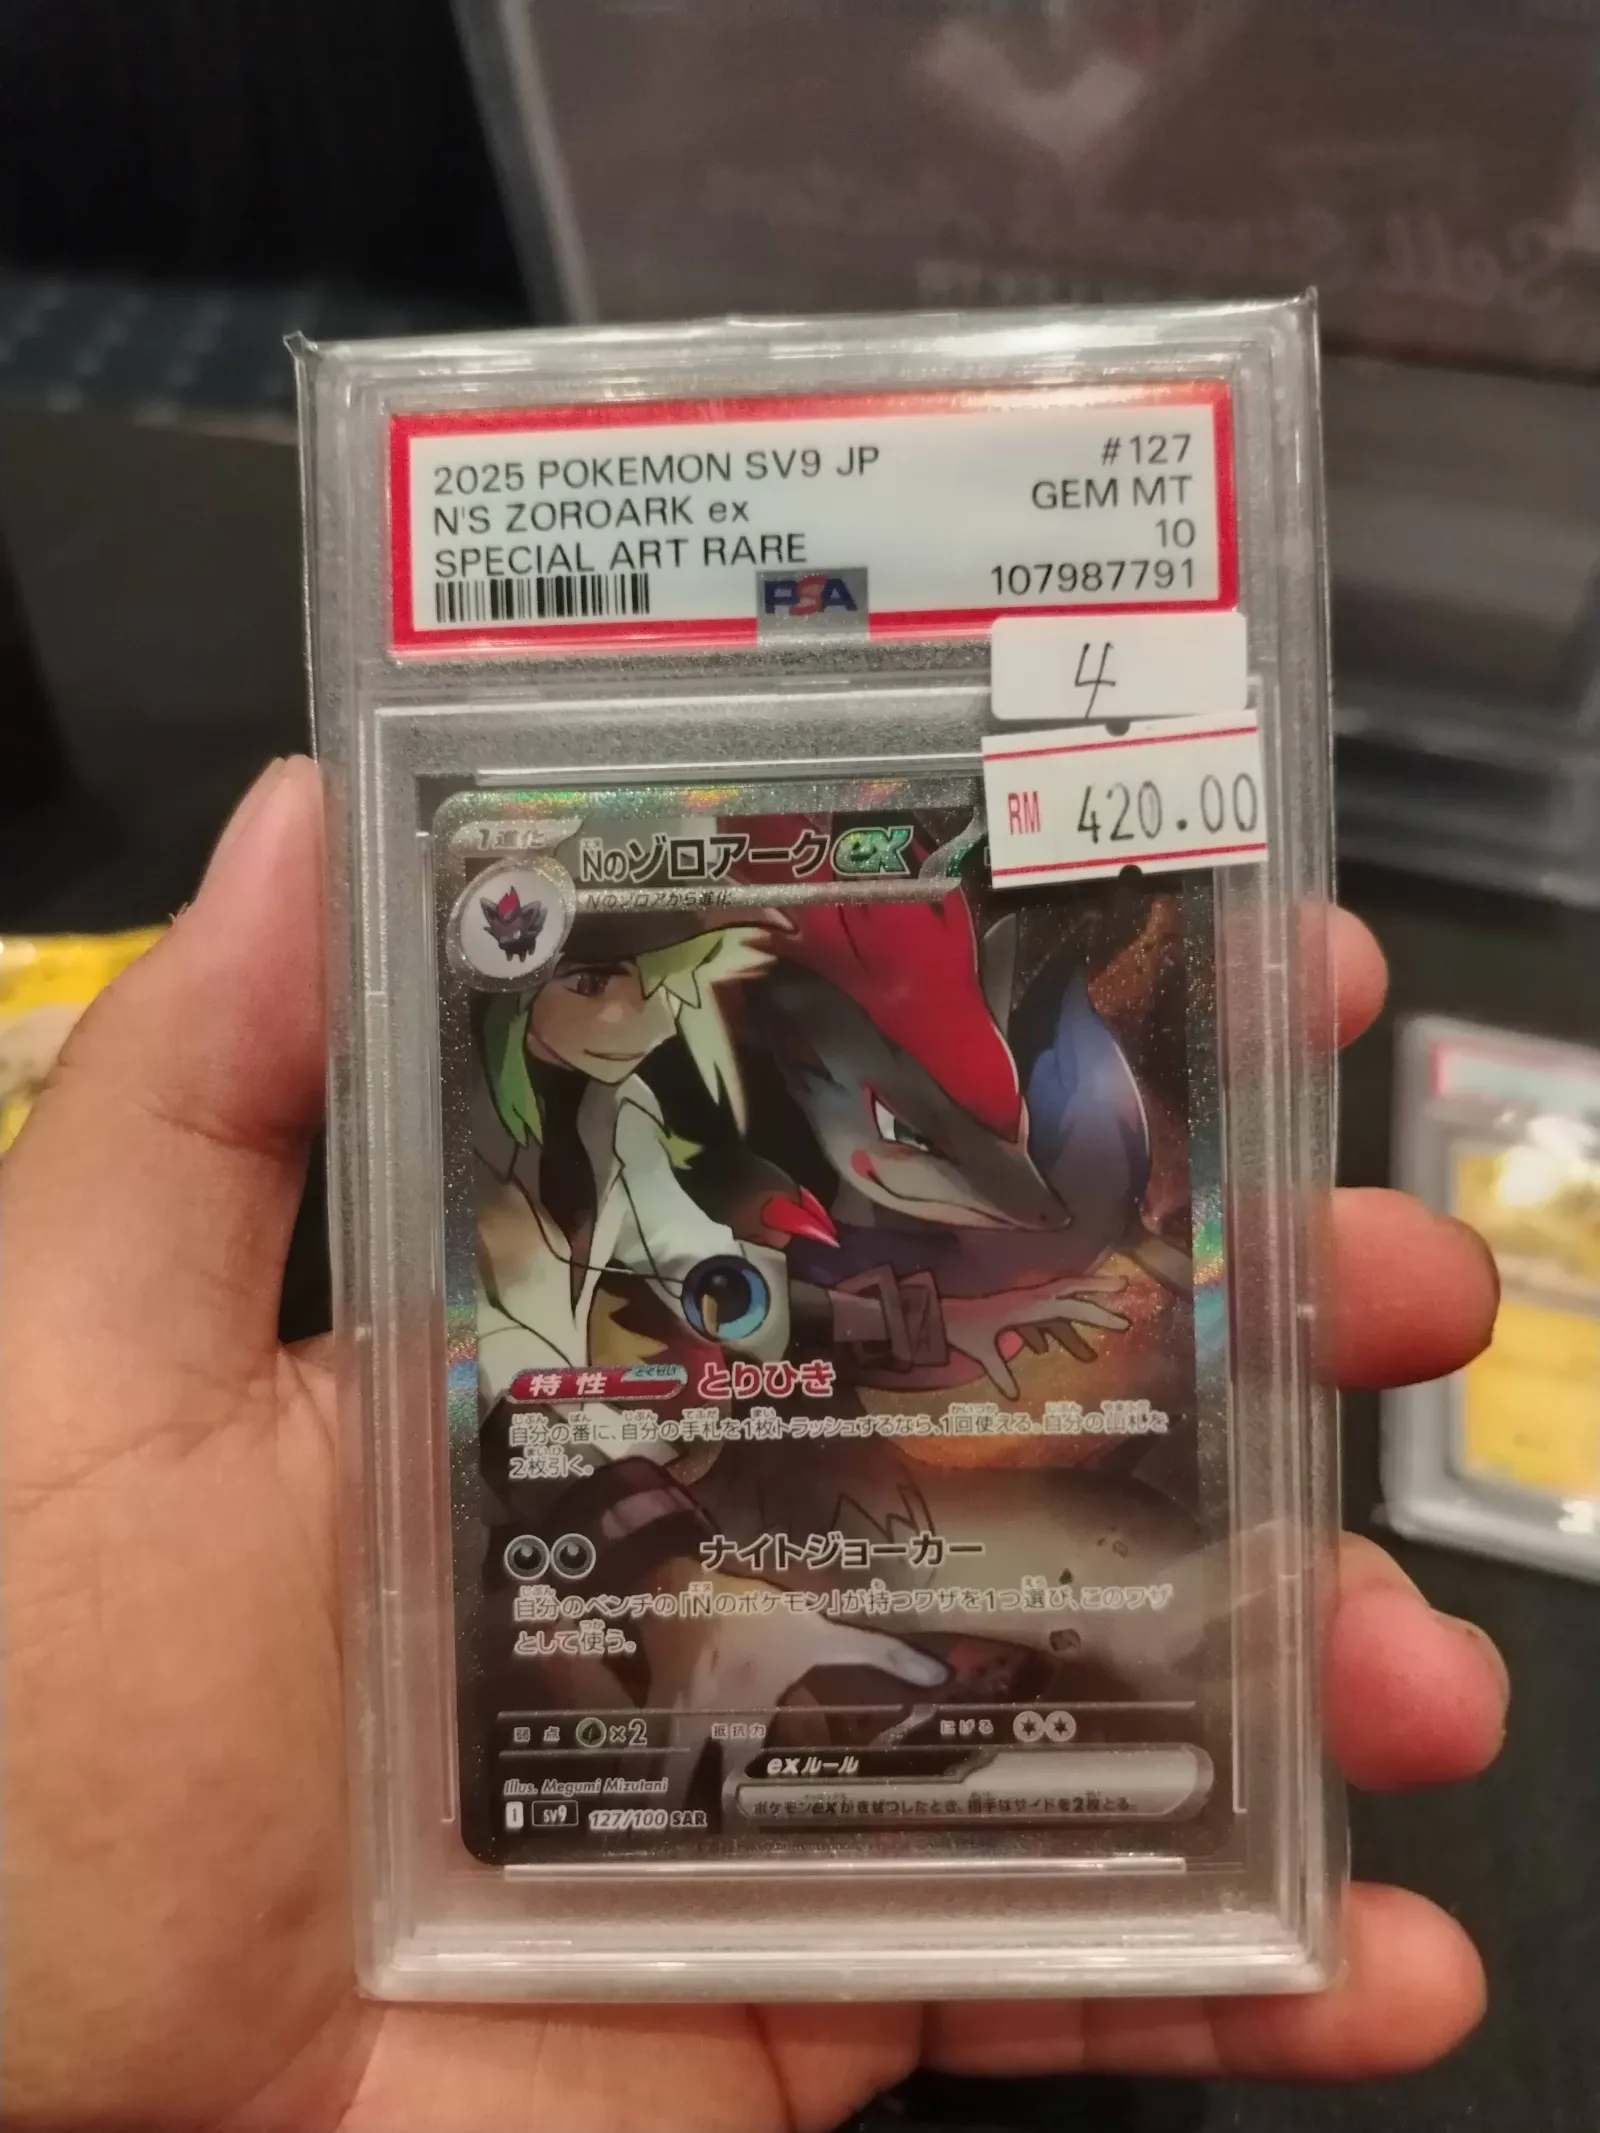 2025 POKEMON SV9 JP
#127
N'S ZOROARK ex
GEM MT
SPECIAL ART RARE
10
PSA
107987791
4
RM 420.00
1進化
Nのゾロアークex
Nのゾロアから進化
特性 とくせい とりひき
自分の番に、自分の手札を1枚トラッシュするなら、1回使える。自分の山札を
2枚引く。
ナイトジョーカー
自分のベンチの「Nのポケモン」が持つワザを1つ選び、このワザ
として使う。
弱点 ×2 抵抗力 にげる
exルール
ポケモンexがきぜつしたとき、相手はサイドを2枚とる。
Illus. Megumi Mizutani
I sv9 127/100 SAR